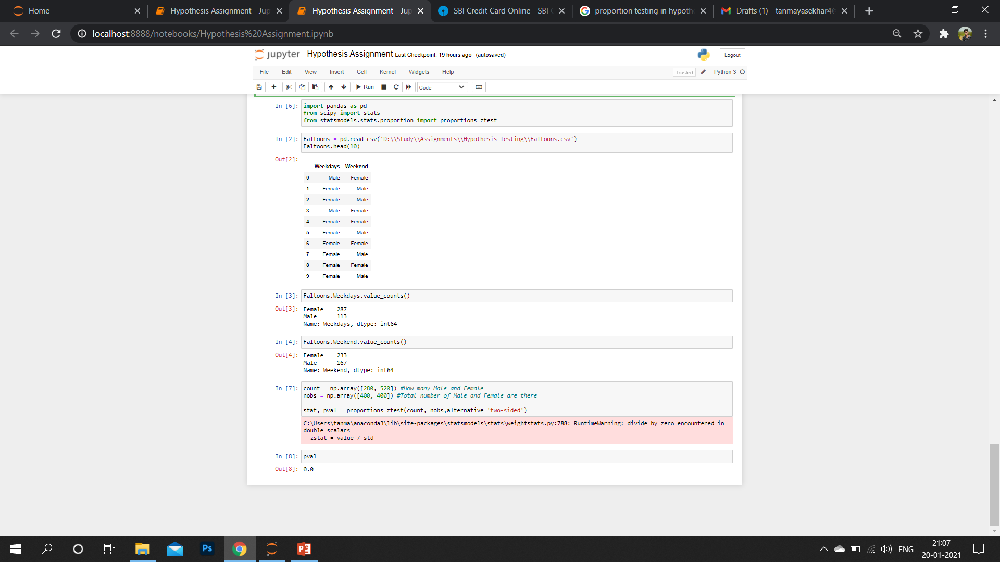 Home
Hypothesis Assignment - Jup
Hypothesis Assignment - Jup
SBI Credit Card Online - SBI
proportion testing in hypoth
Drafts (1) - tanmayasekhar4
localhost:8888/notebooks/Hypothesis%20Assignment.ipynb
jupyter Hypothesis Assignment Last Checkpoint: 19 hours ago (autosaved)
Logout
File Edit View Insert Cell Kernel Widgets Help
Trusted
Python 3
Run
Code
In [6]: import pandas as pd
from scipy import stats
from statsmodels.stats.proportion import proportions_ztest
In [2]: Faltoons = pd.read_csv('D:\\Study\\Assignments\\Hypothesis Testing\\Faltoons.csv')
Faltoons.head(10)
Out[2]:
Weekdays Weekend
0 Male Female
1 Female Male
2 Female Male
3 Male Female
4 Female Female
5 Female Male
6 Female Female
7 Female Male
8 Female Female
9 Female Male
In [3]: Faltoons.Weekdays.value_counts()
Out[3]: Female 287
Male 113
Name: Weekdays, dtype: int64
In [4]: Faltoons.Weekend.value_counts()
Out[4]: Female 233
Male 167
Name: Weekend, dtype: int64
In [7]: count = np.array([280, 520]) #How many Male and Female
nobs = np.array([400, 400]) #Total number of Male and Female are there
stat, pval = proportions_ztest(count, nobs,alternative='two-sided')
C:\Users\tanma\anaconda3\lib\site-packages\statsmodels\stats\weightstats.py:788: RuntimeWarning: divide by zero encountered in
double_scalars
zstat = value / std
In [8]: pval
Out[8]: 0.0
Ps
P
ENG
21:07
20-01-2021